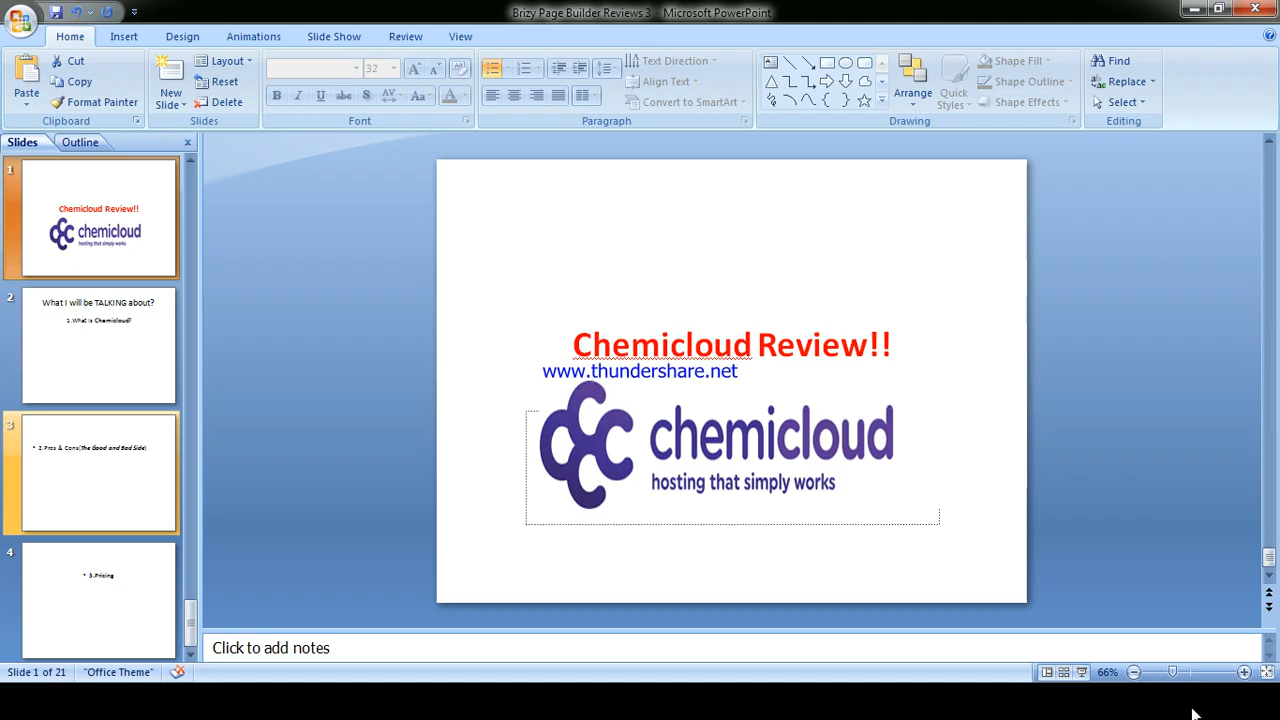 Brizy Page Builder Reviews 3 - Microsoft PowerPoint
Home Insert Design Animations Slide Show Review View
Paste
Cut
Copy
Format Painter
Clipboard
New Slide
Layout
Reset
Delete
Slides
32
B I U abc S AV Aa A
Font
Text Direction
Align Text
Convert to SmartArt
Paragraph
Arrange
Quick Styles
Shape Fill
Shape Outline
Shape Effects
Drawing
Find
Replace
Select
Editing
Slides Outline
1
Chemicloud Review!!
chemicloud
hosting that simply works
2
What I will be TALKING about?
1.What is Chemicloud?
3
• 2.Pros & Cons(The Good and Bad Side)
4
• 3.Pricing
Chemicloud Review!!
www.thundershare.net
chemicloud
hosting that simply works
Click to add notes
Slide 1 of 21 "Office Theme" 66%